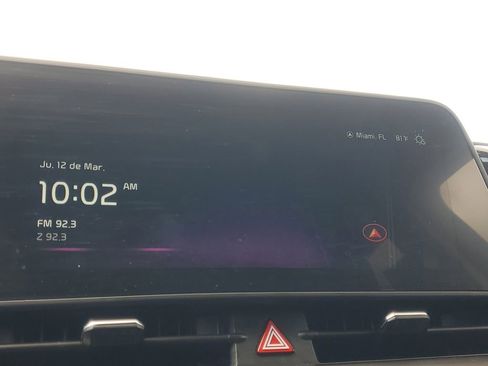 Miami, FL 81°F
Ju. 12 de Mar.
10:02 AM
FM 92.3
Z 92.3